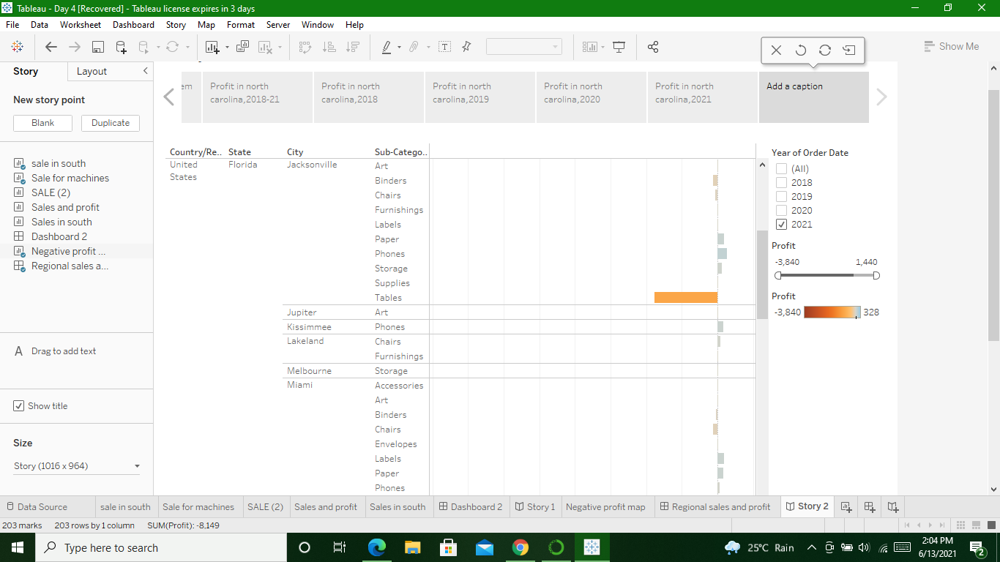 Tableau - Day 4 [Recovered] - Tableau license expires in 3 days
File Data Worksheet Dashboard Story Map Format Server Window Help
Show Me
Story Layout
New story point
Blank Duplicate
sale in south
Sale for machines
SALE (2)
Sales and profit
Sales in south
Dashboard 2
Negative profit ...
Regional sales a...
A Drag to add text
Show title
Size
Story (1016 x 964)
em
Profit in north
carolina,2018-21
Profit in north
carolina,2018
Profit in north
carolina,2019
Profit in north
carolina,2020
Profit in north
carolina,2021
Add a caption
Country/Re.. State City Sub-Catego..
United
States
Florida Jacksonville Art
Binders
Chairs
Furnishings
Labels
Paper
Phones
Storage
Supplies
Tables
Jupiter Art
Kissimmee Phones
Lakeland Chairs
Furnishings
Melbourne Storage
Miami Accessories
Art
Binders
Chairs
Envelopes
Labels
Paper
Phones
Year of Order Date
(All)
2018
2019
2020
2021
Profit
-3,840 1,440
Profit
-3,840 328
Data Source sale in south Sale for machines SALE (2) Sales and profit Sales in south Dashboard 2 Story 1 Negative profit map Regional sales and profit Story 2
203 marks 203 rows by 1 column SUM(Profit): -8,149
Type here to search
25°C Rain
2:04 PM
6/13/2021
2